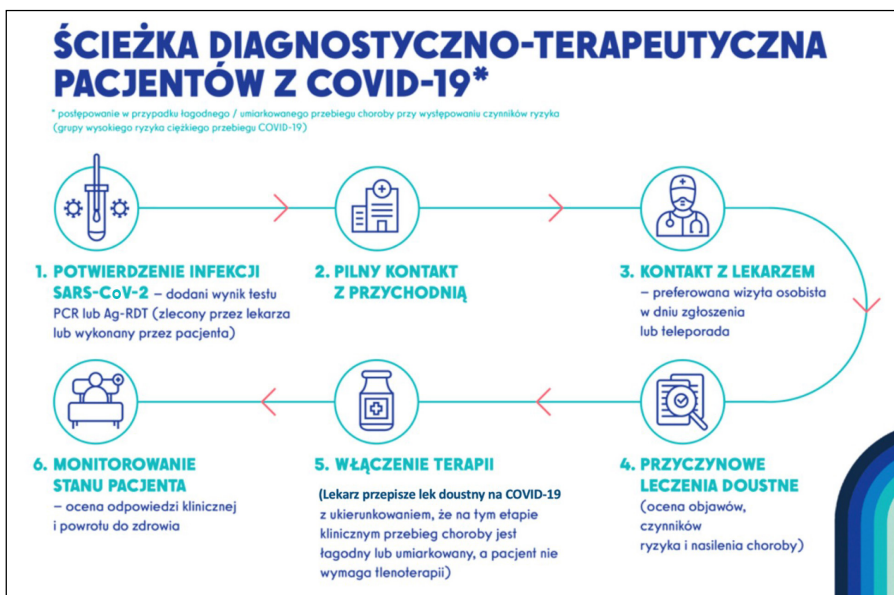 ŚCIEŻKA DIAGNOSTYCZNO-TERAPEUTYCZNA
PACJENTÓW Z COVID-19*
* postępowanie w przypadku łagodnego / umiarkowanego przebiegu choroby przy występowaniu czynników ryzyka
(grupy wysokiego ryzyka ciężkiego przebiegu COVID-19)
1. POTWIERDZENIE INFEKCJI
SARS-CoV-2 – dodani wynik testu
PCR lub Ag-RDT (zlecony przez lekarza
lub wykonany przez pacjenta)
2. PILNY KONTAKT
Z PRZYCHODNIĄ
3. KONTAKT Z LEKARZEM
– preferowana wizyta osobista
w dniu zgłoszenia
lub teleporada
4. PRZYCZYNOWE
LECZENIA DOUSTNE
(ocena objawów,
czynników
ryzyka i nasilenia choroby)
5. WŁĄCZENIE TERAPII
(Lekarz przepisze lek doustny na COVID-19
z ukierunkowaniem, że na tym etapie
klinicznym przebieg choroby jest
łagodny lub umiarkowany, a pacjent nie
wymaga tlenoterapii)
6. MONITOROWANIE
STANU PACJENTA
– ocena odpowiedzi klinicznej
i powrotu do zdrowia